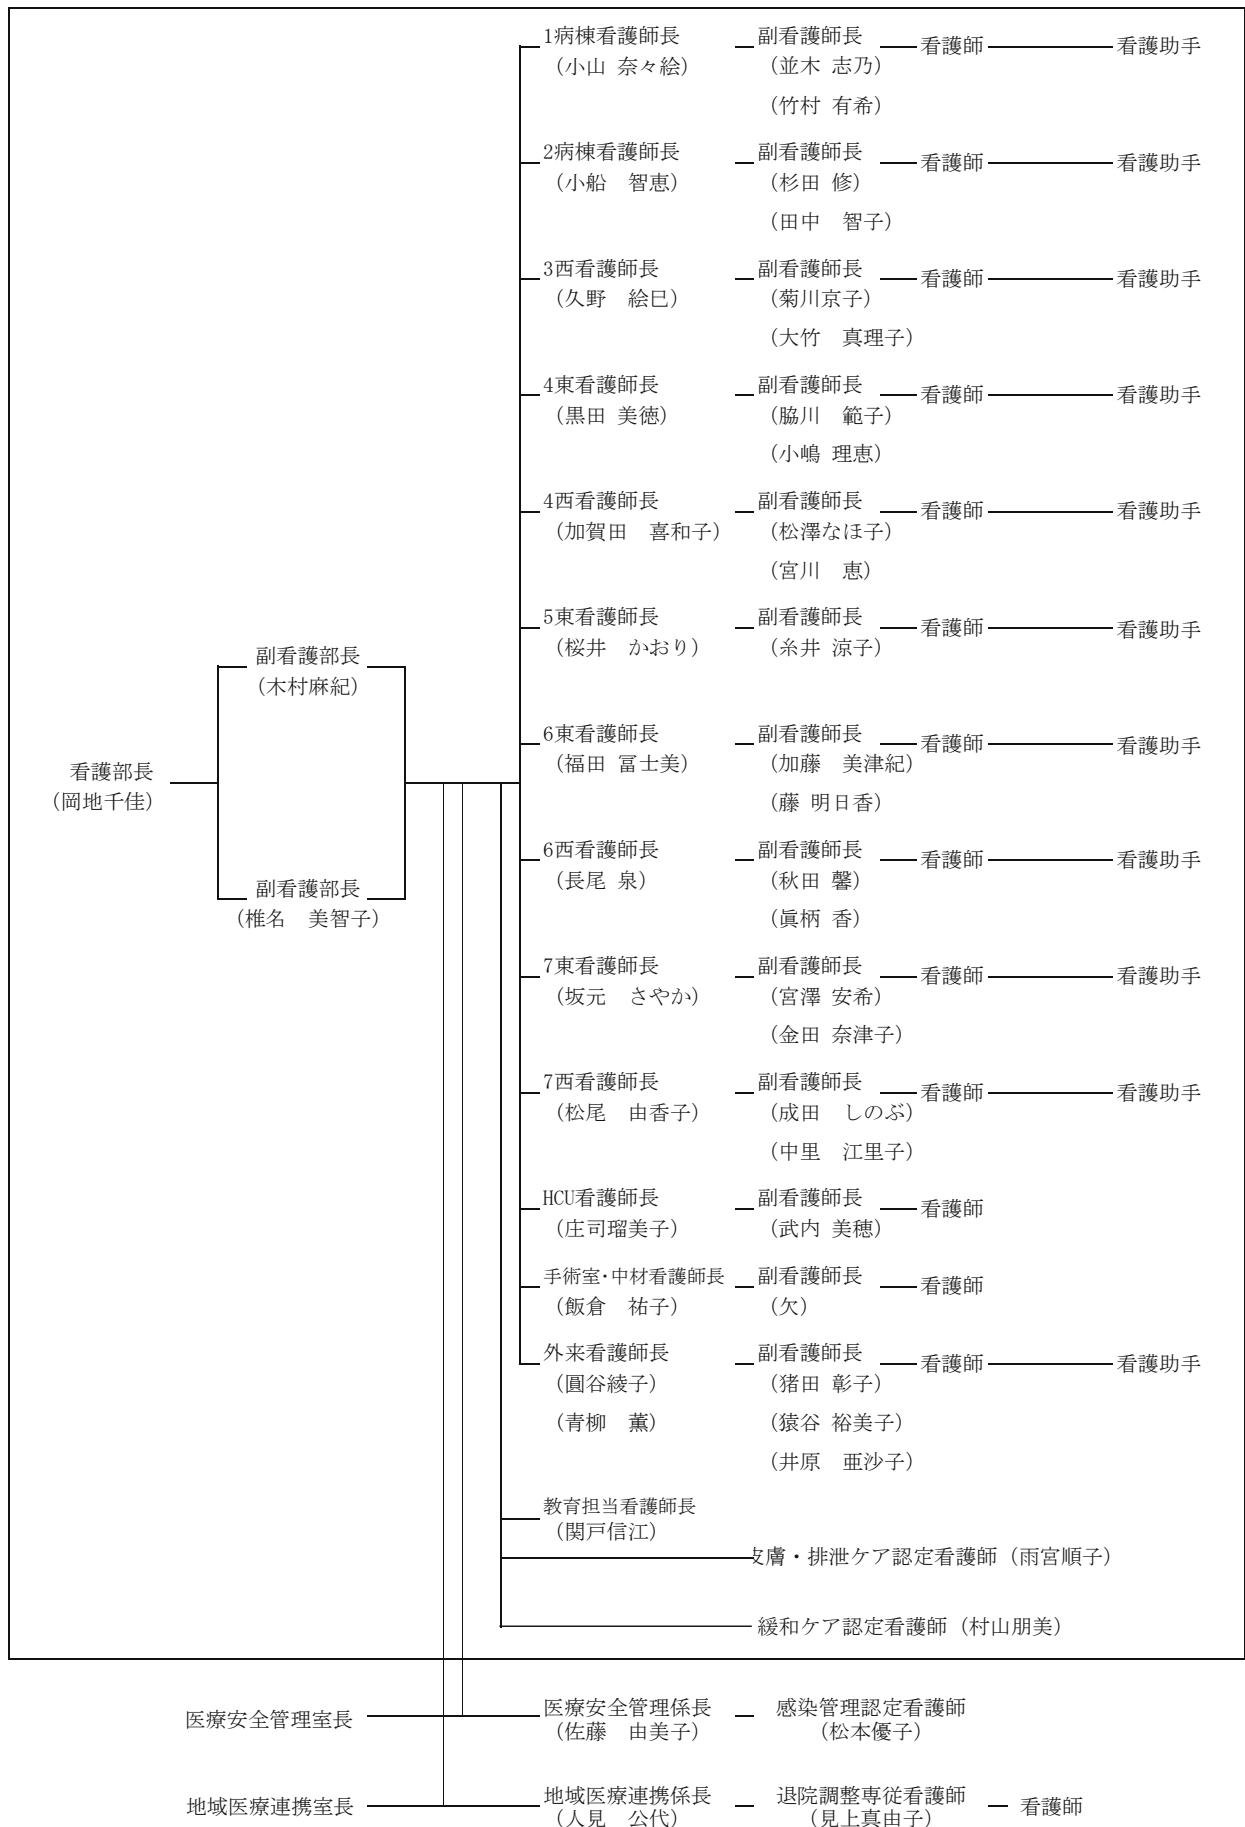 1病棟看護師長 副看護師長 看護師 看護助手
（小山 奈々絵） （並木 志乃）
（竹村 有希）
2病棟看護師長 副看護師長 看護師 看護助手
（小船　智恵） （杉田 修）
（田中　智子）
3西看護師長 副看護師長 看護師 看護助手
（久野　絵巳） （菊川京子）
（大竹　真理子）
4東看護師長 副看護師長 看護師 看護助手
（黒田 美徳） （脇川　範子）
（小嶋 理恵）
4西看護師長 副看護師長 看護師 看護助手
（加賀田　喜和子） （松澤なほ子）
（宮川　恵）
5東看護師長 副看護師長 看護師 看護助手
（桜井　かおり） （糸井 涼子）
副看護部長
（木村麻紀）
6東看護師長 副看護師長 看護師 看護助手
（福田 冨士美） （加藤　美津紀）
看護部長
（岡地千佳） （藤 明日香）
6西看護師長 副看護師長 看護師 看護助手
（長尾 泉） （秋田 馨）
副看護部長
（椎名　美智子） （眞柄 香）
7東看護師長 副看護師長 看護師 看護助手
（坂元　さやか） （宮澤 安希）
（金田 奈津子）
7西看護師長 副看護師長 看護師 看護助手
（松尾　由香子） （成田　しのぶ）
（中里　江里子）
HCU看護師長 副看護師長 看護師
（庄司瑠美子） （武内 美穂）
手術室・中材看護師長 副看護師長 看護師
（飯倉　祐子） （欠）
外来看護師長 副看護師長 看護師 看護助手
（圓谷綾子） （猪田 彰子）
（青柳　薫） （猿谷 裕美子）
（井原　亜沙子）
教育担当看護師長
（関戸信江）
皮膚・排泄ケア認定看護師（雨宮順子）
緩和ケア認定看護師（村山朋美）
医療安全管理室長 医療安全管理係長 感染管理認定看護師
（佐藤　由美子） （松本優子）
地域医療連携室長 地域医療連携係長 退院調整専従看護師 看護師
（人見　公代） （見上真由子）